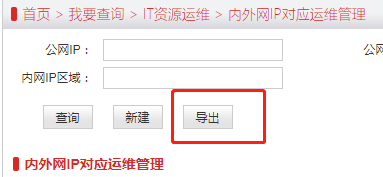 首页 > 我要查询 > IT资源运维 > 内外网IP对应运维管理
公网IP： 公
内网IP区域：
查询 新建 导出
内外网IP对应运维管理